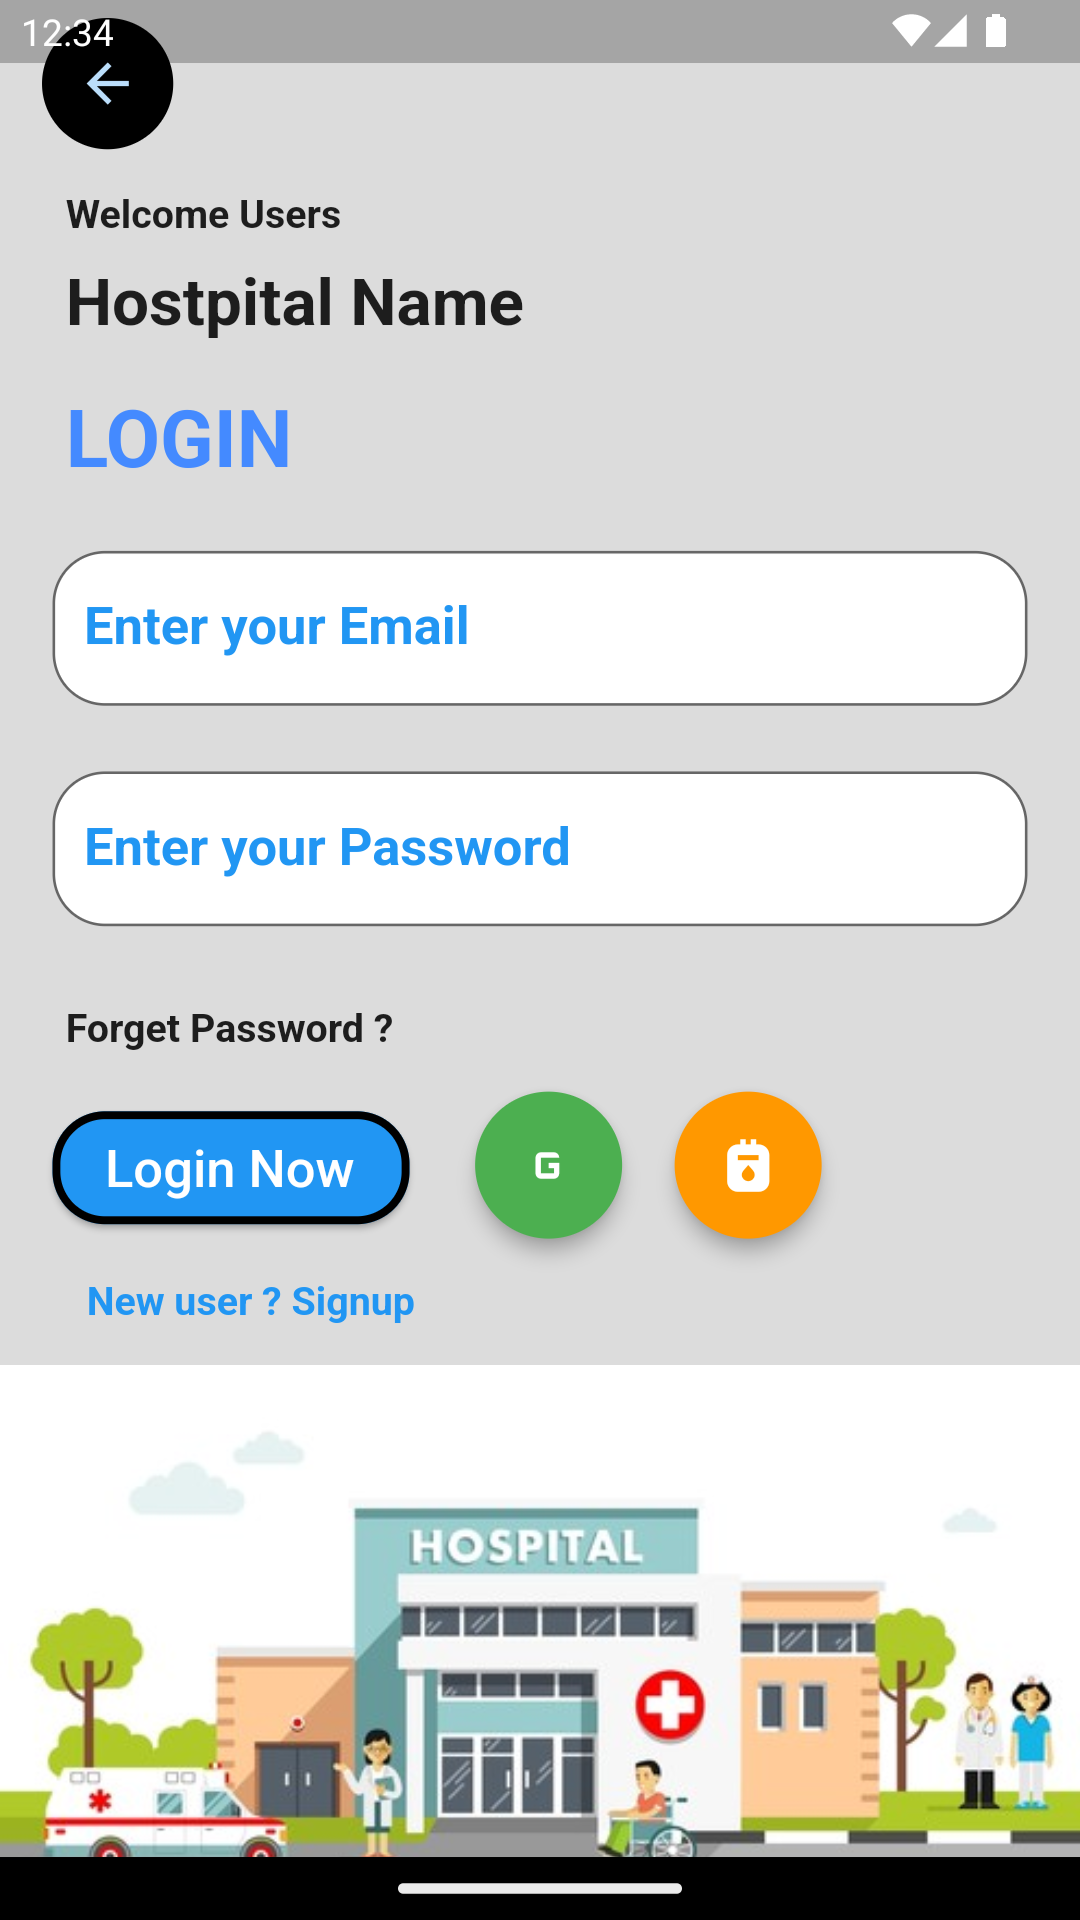 12:34
Welcome Users
Hostpital Name
LOGIN
Enter your Email
Enter your Password
Forget Password ?
Login Now
G
New user ? Signup
HOSPITAL